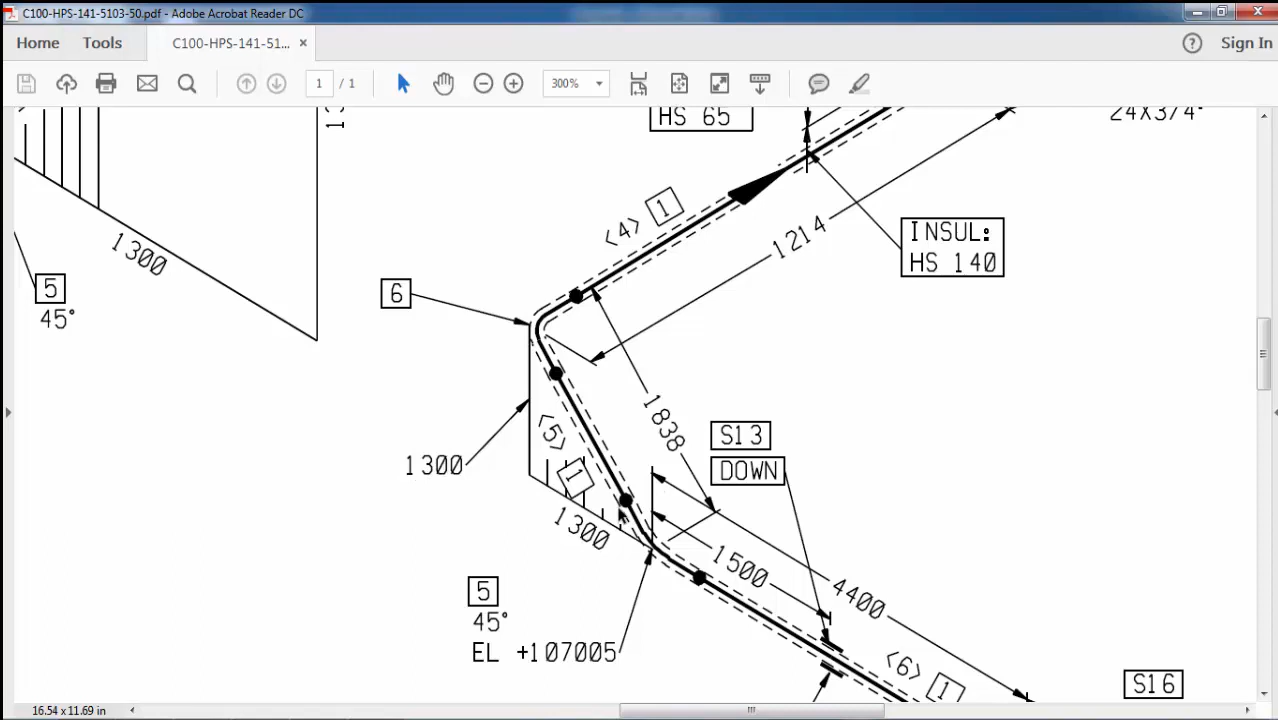 C100-HPS-141-5103-50.pdf - Adobe Acrobat Reader DC
Home
Tools
C100-HPS-141-51...
Sign In
1 / 1
300%
HS 65
24X3/4"
1300
<4> 1
1214
INSUL:
HS 140
5
45°
6
1838
<5> 1
1300
S13
DOWN
1300
1500
4400
5
45°
EL +107005
<6> 1
S16
16.54 x 11.69 in